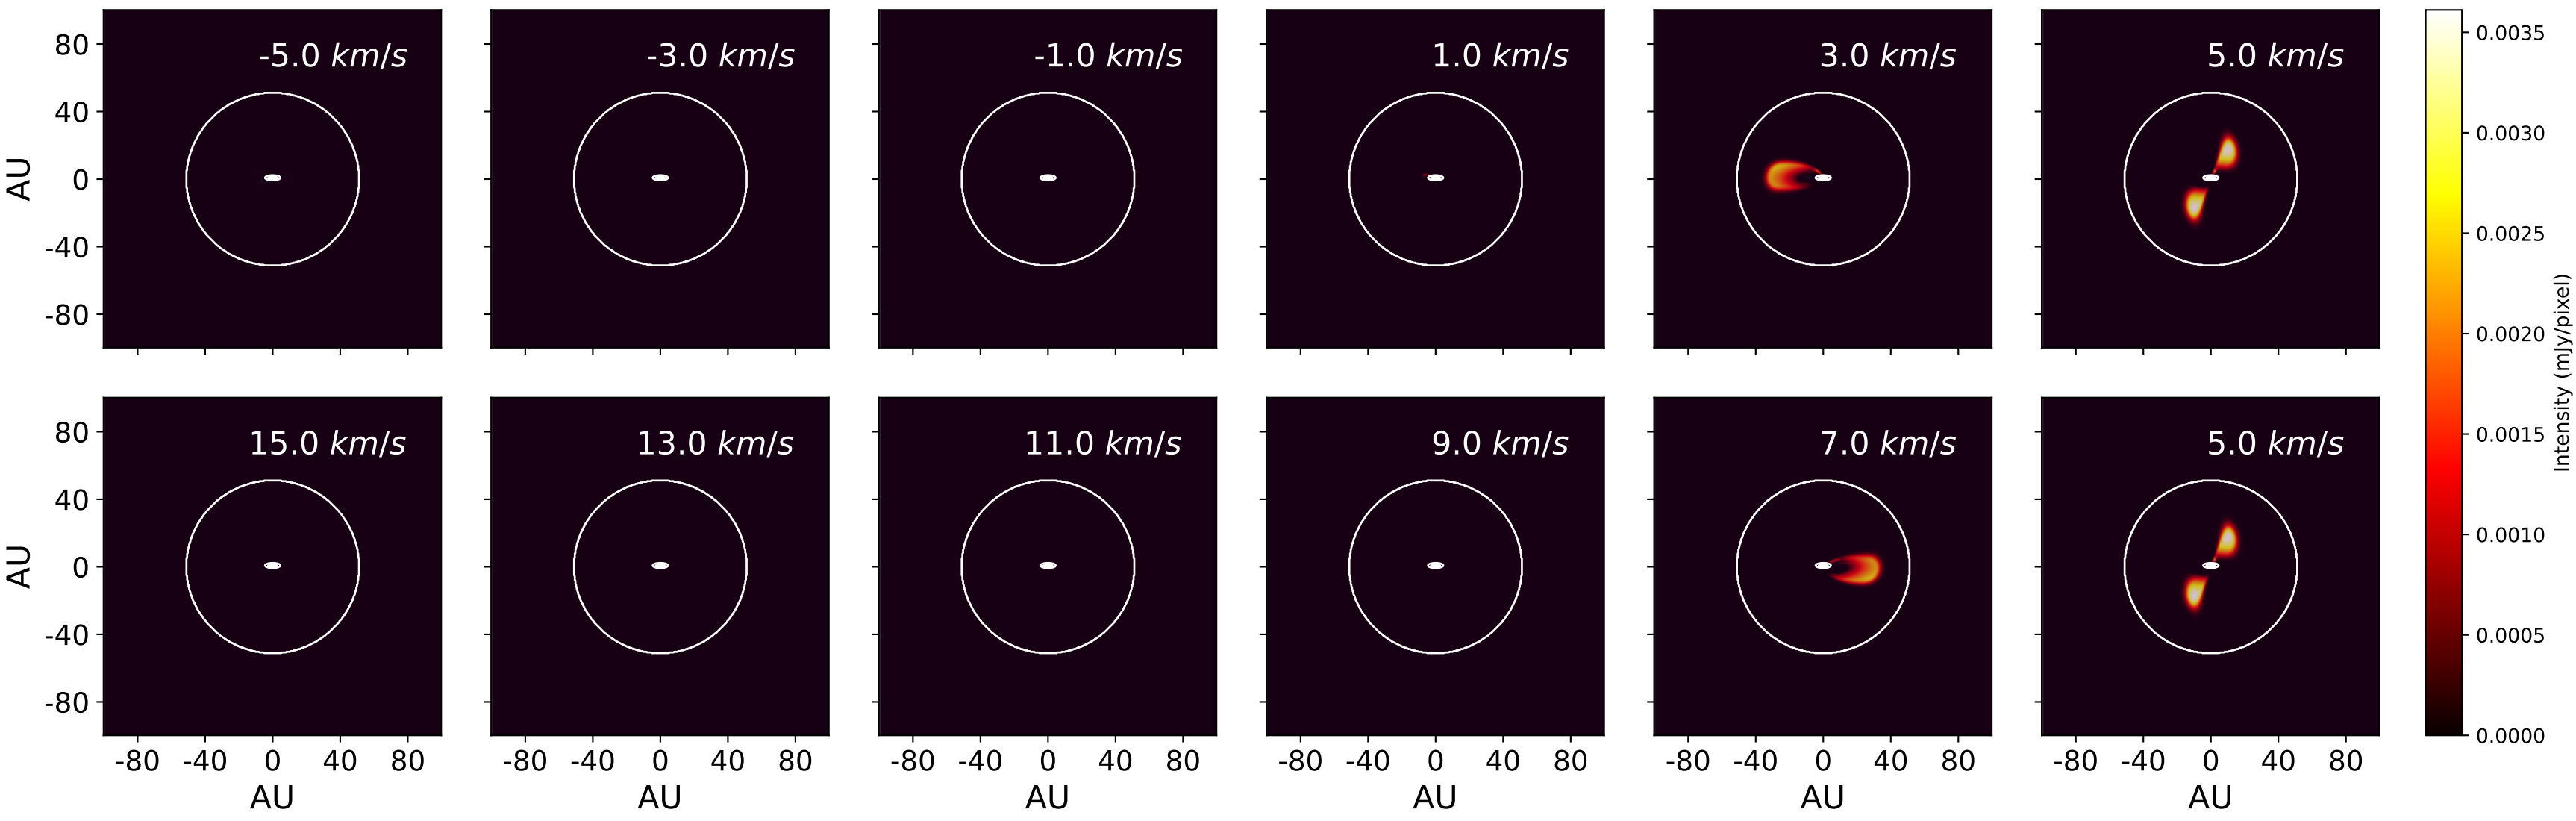 -5.0 km/s
-3.0 km/s
-1.0 km/s
1.0 km/s
3.0 km/s
5.0 km/s
80
40
0
-40
-80
AU
15.0 km/s
13.0 km/s
11.0 km/s
9.0 km/s
7.0 km/s
5.0 km/s
80
40
0
-40
-80
AU
-80 -40 0 40 80
-80 -40 0 40 80
-80 -40 0 40 80
-80 -40 0 40 80
-80 -40 0 40 80
-80 -40 0 40 80
AU
AU
AU
AU
AU
AU
0.0035
0.0030
0.0025
0.0020
0.0015
0.0010
0.0005
0.0000
Intensity (mJy/pixel)